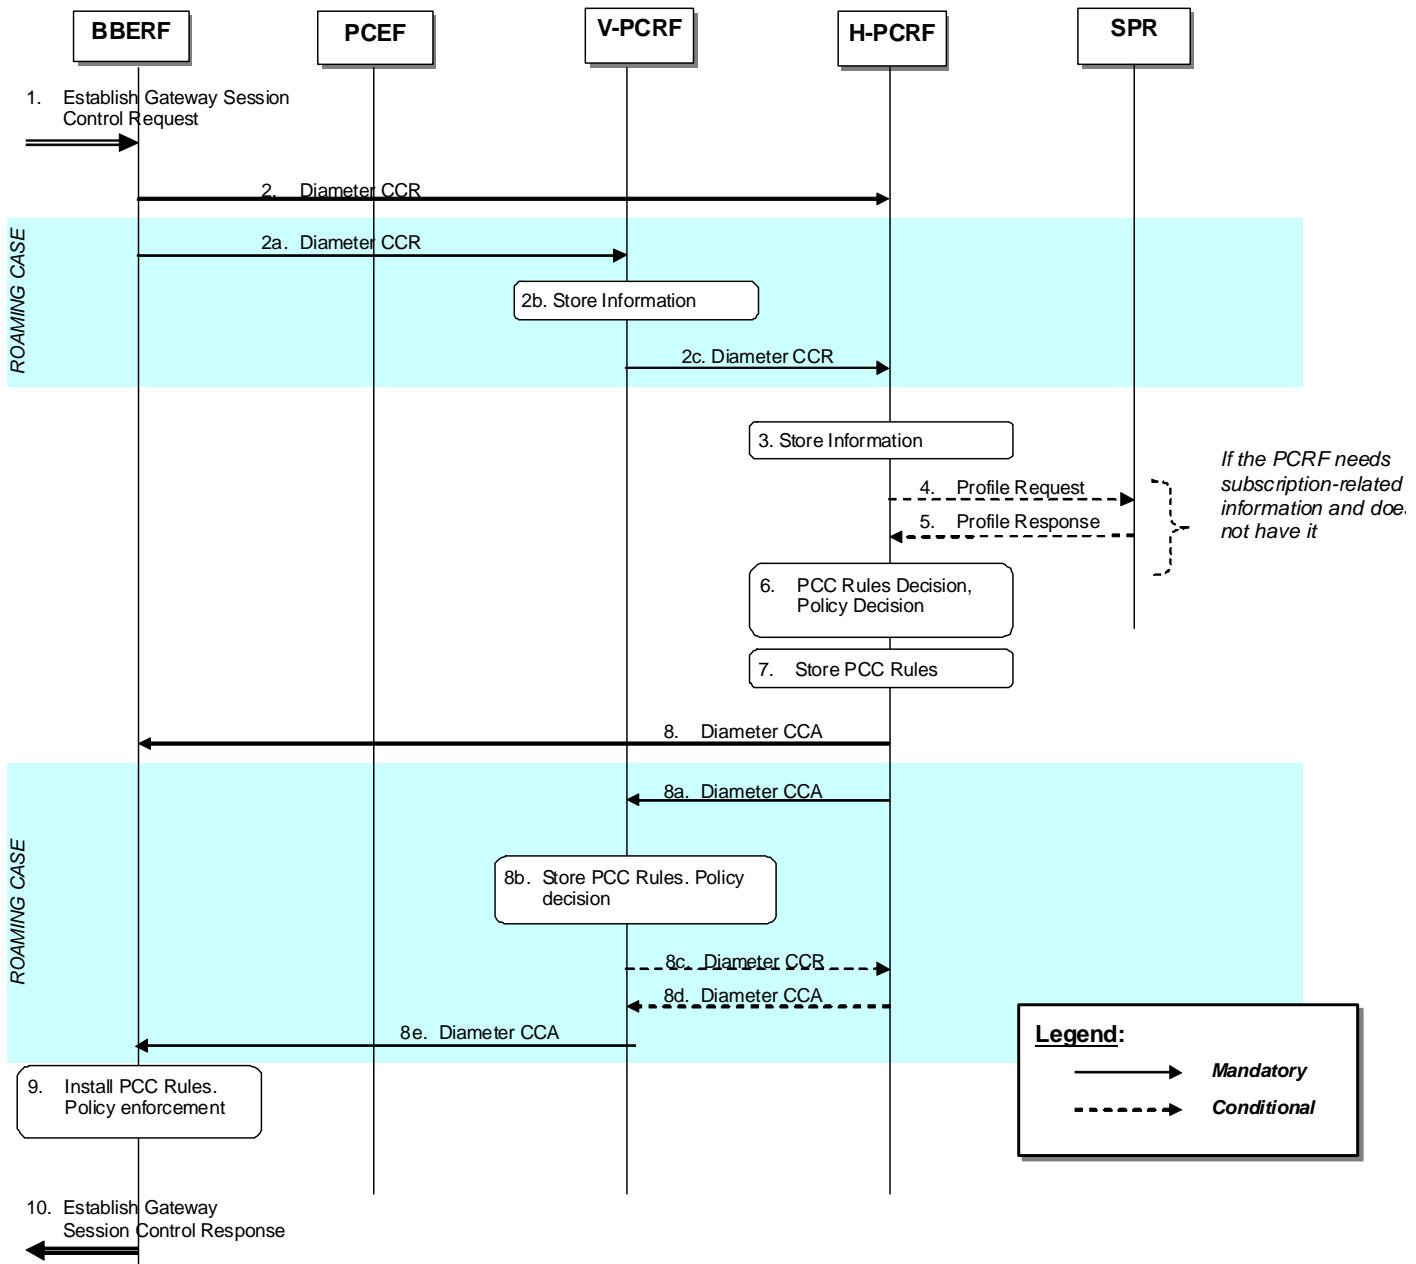 BBERF
PCEF
V-PCRF
H-PCRF
SPR
1. Establish Gateway Session
Control Request
2. Diameter CCR
ROAMING CASE
2a. Diameter CCR
2b. Store Information
2c. Diameter CCR
3. Store Information
4. Profile Request
5. Profile Response
If the PCRF needs
subscription-related
information and does
not have it
6. PCC Rules Decision,
Policy Decision
7. Store PCC Rules
8. Diameter CCA
ROAMING CASE
8a. Diameter CCA
8b. Store PCC Rules. Policy
decision
8c. Diameter CCR
8d. Diameter CCA
8e. Diameter CCA
Legend:
Mandatory
Conditional
9. Install PCC Rules.
Policy enforcement
10. Establish Gateway
Session Control Response